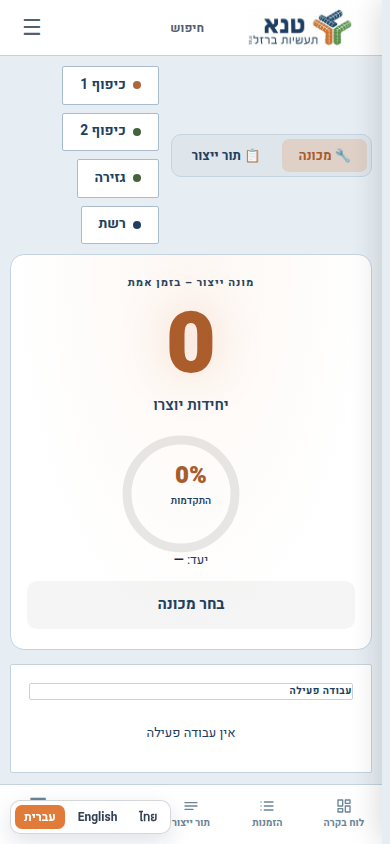 טנא
תעשיות ברזל
חיפוש
מכונה
תור ייצור
כיפוף 1
כיפוף 2
גזירה
רשת
מונה ייצור – בזמן אמת
0
יחידות יוצרו
0%
התקדמות
יעד: —
בחר מכונה
עבודה פעילה
אין עבודה פעילה
לוח בקרה
הזמנות
תור ייצור
עברית
English
ไทย